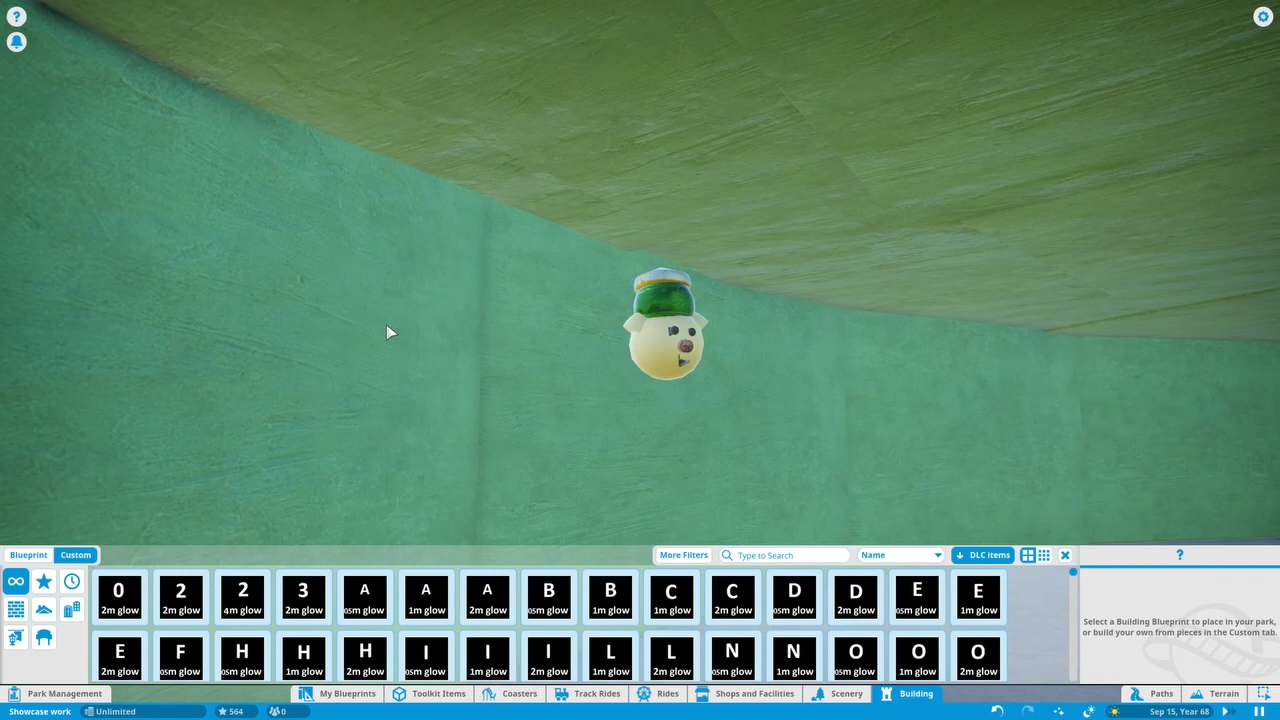 ?
Blueprint Custom More Filters Type to Search Name DLC items ?
0 2 2 3 A A A B B C C D D E E
2m glow 2m glow 4m glow 2m glow 05m glow 1m glow 2m glow 05m glow 1m glow 1m glow 2m glow 05m glow 2m glow 05m glow 1m glow
E F H H H I I I L L N N O O O
2m glow 05m glow 05m glow 1m glow 2m glow 05m glow 1m glow 2m glow 1m glow 2m glow 05m glow 1m glow 05m glow 1m glow 2m glow
Select a Building Blueprint to place in your park,
or build your own from pieces in the Custom tab.
Park Management My Blueprints Toolkit Items Coasters Track Rides Rides Shops and Facilities Scenery Building Paths Terrain
Showcase work Unlimited 564 0 Sep 15, Year 68